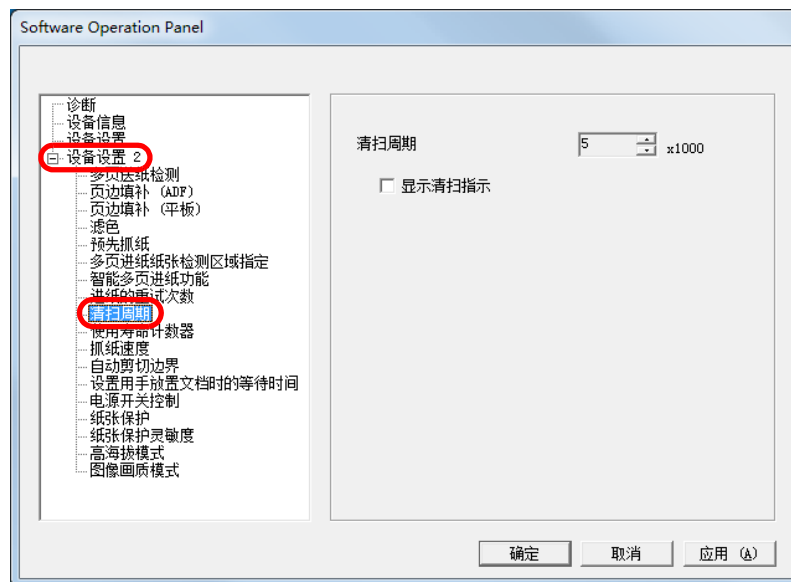 Software Operation Panel
诊断
设备信息
设备设置
设备设置 2
多页送纸检测
页边填补 (ADF)
页边填补 (平板)
滤色
预先抓纸
多页进纸纸张检测区域指定
智能多页进纸功能
进纸的重试次数
清扫周期
使用寿命计数器
抓纸速度
自动剪切边界
设置用手放置文档时的等待时间
电源开关控制
纸张保护
纸张保护灵敏度
高海拔模式
图像画质模式
清扫周期 5 x1000
显示清扫指示
确定 取消 应用 (A)